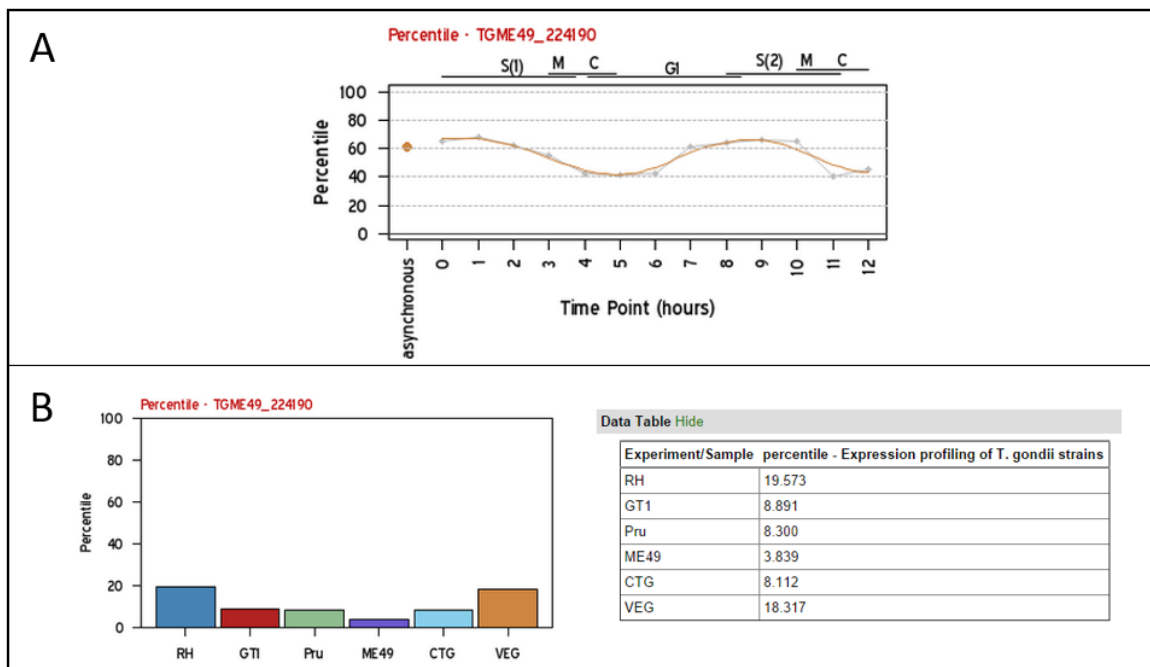 A
Percentile - TGME49_224190
S(1) M C G1 S(2) M C
100
80
60
40
20
0
Percentile
asynchronous 0 1 2 3 4 5 6 7 8 9 10 11 12
Time Point (hours)
B
Percentile - TGME49_224190
100
80
60
40
20
0
Percentile
RH GT1 Pru ME49 CTG VEG
Data Table Hide
Experiment/Sample percentile - Expression profiling of T. gondii strains
RH 19.573
GT1 8.891
Pru 8.300
ME49 3.839
CTG 8.112
VEG 18.317